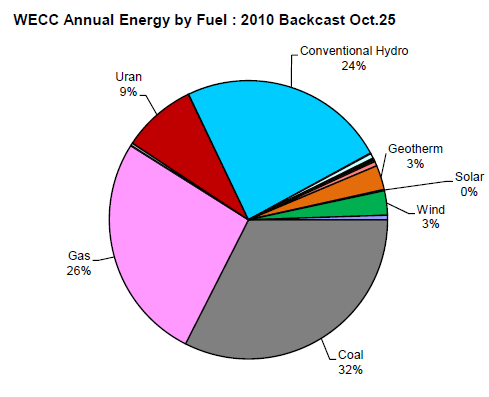 WECC Annual Energy by Fuel : 2010 Backcast Oct.25
Conventional Hydro
24%
Uran
9%
Geotherm
3%
Solar
0%
Wind
3%
Gas
26%
Coal
32%